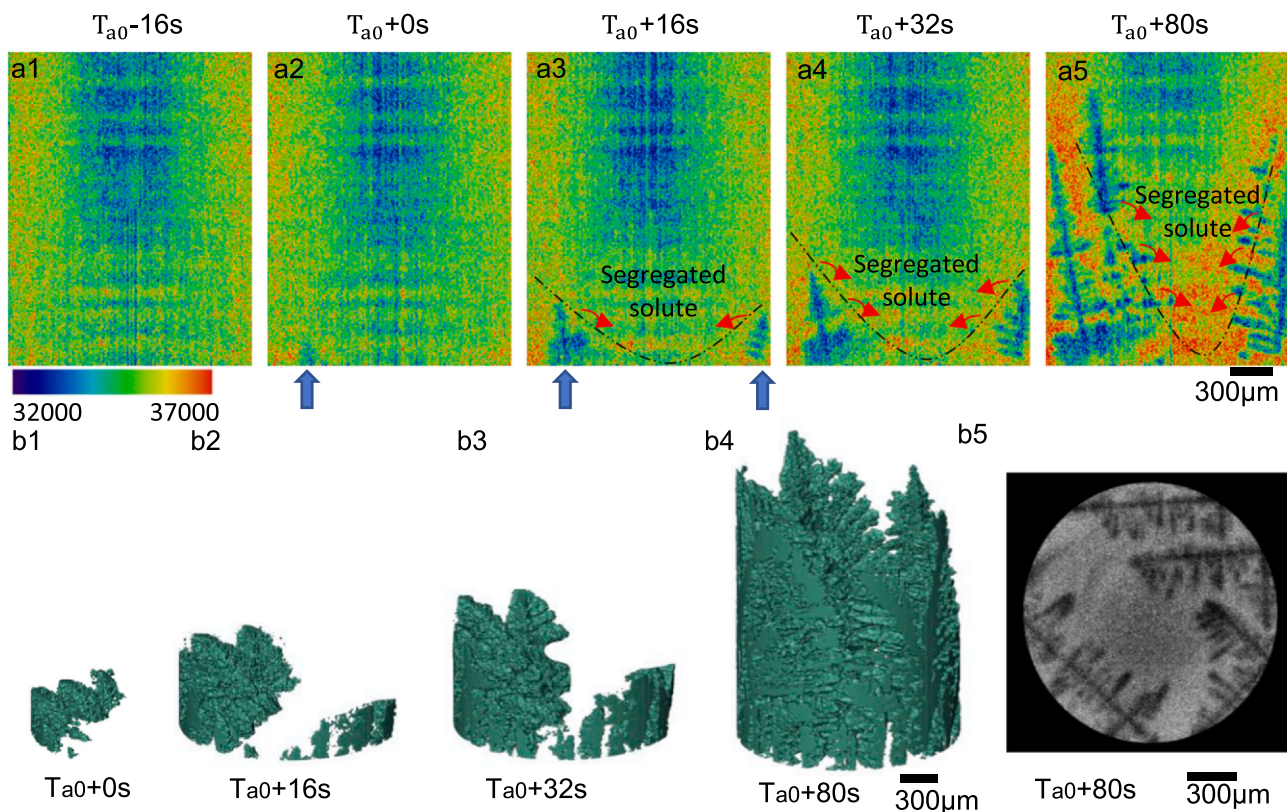 Ta0-16s
Ta0+0s
Ta0+16s
Ta0+32s
Ta0+80s
a1
a2
a3
a4
a5
Segregated
solute
Segregated
solute
Segregated
solute
32000
37000
300µm
b1
b2
b3
b4
b5
Ta0+0s
Ta0+16s
Ta0+32s
Ta0+80s
300µm
Ta0+80s
300µm